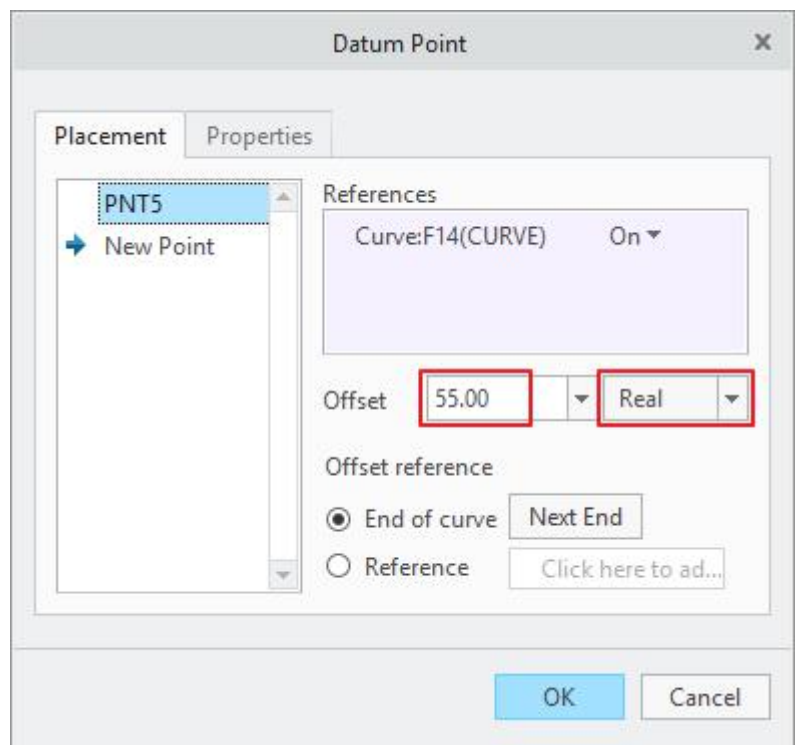 Datum Point
Placement Properties
PNT5
New Point
References
Curve:F14(CURVE) On
Offset 55.00 Real
Offset reference
End of curve Next End
Reference Click here to ad...
OK Cancel